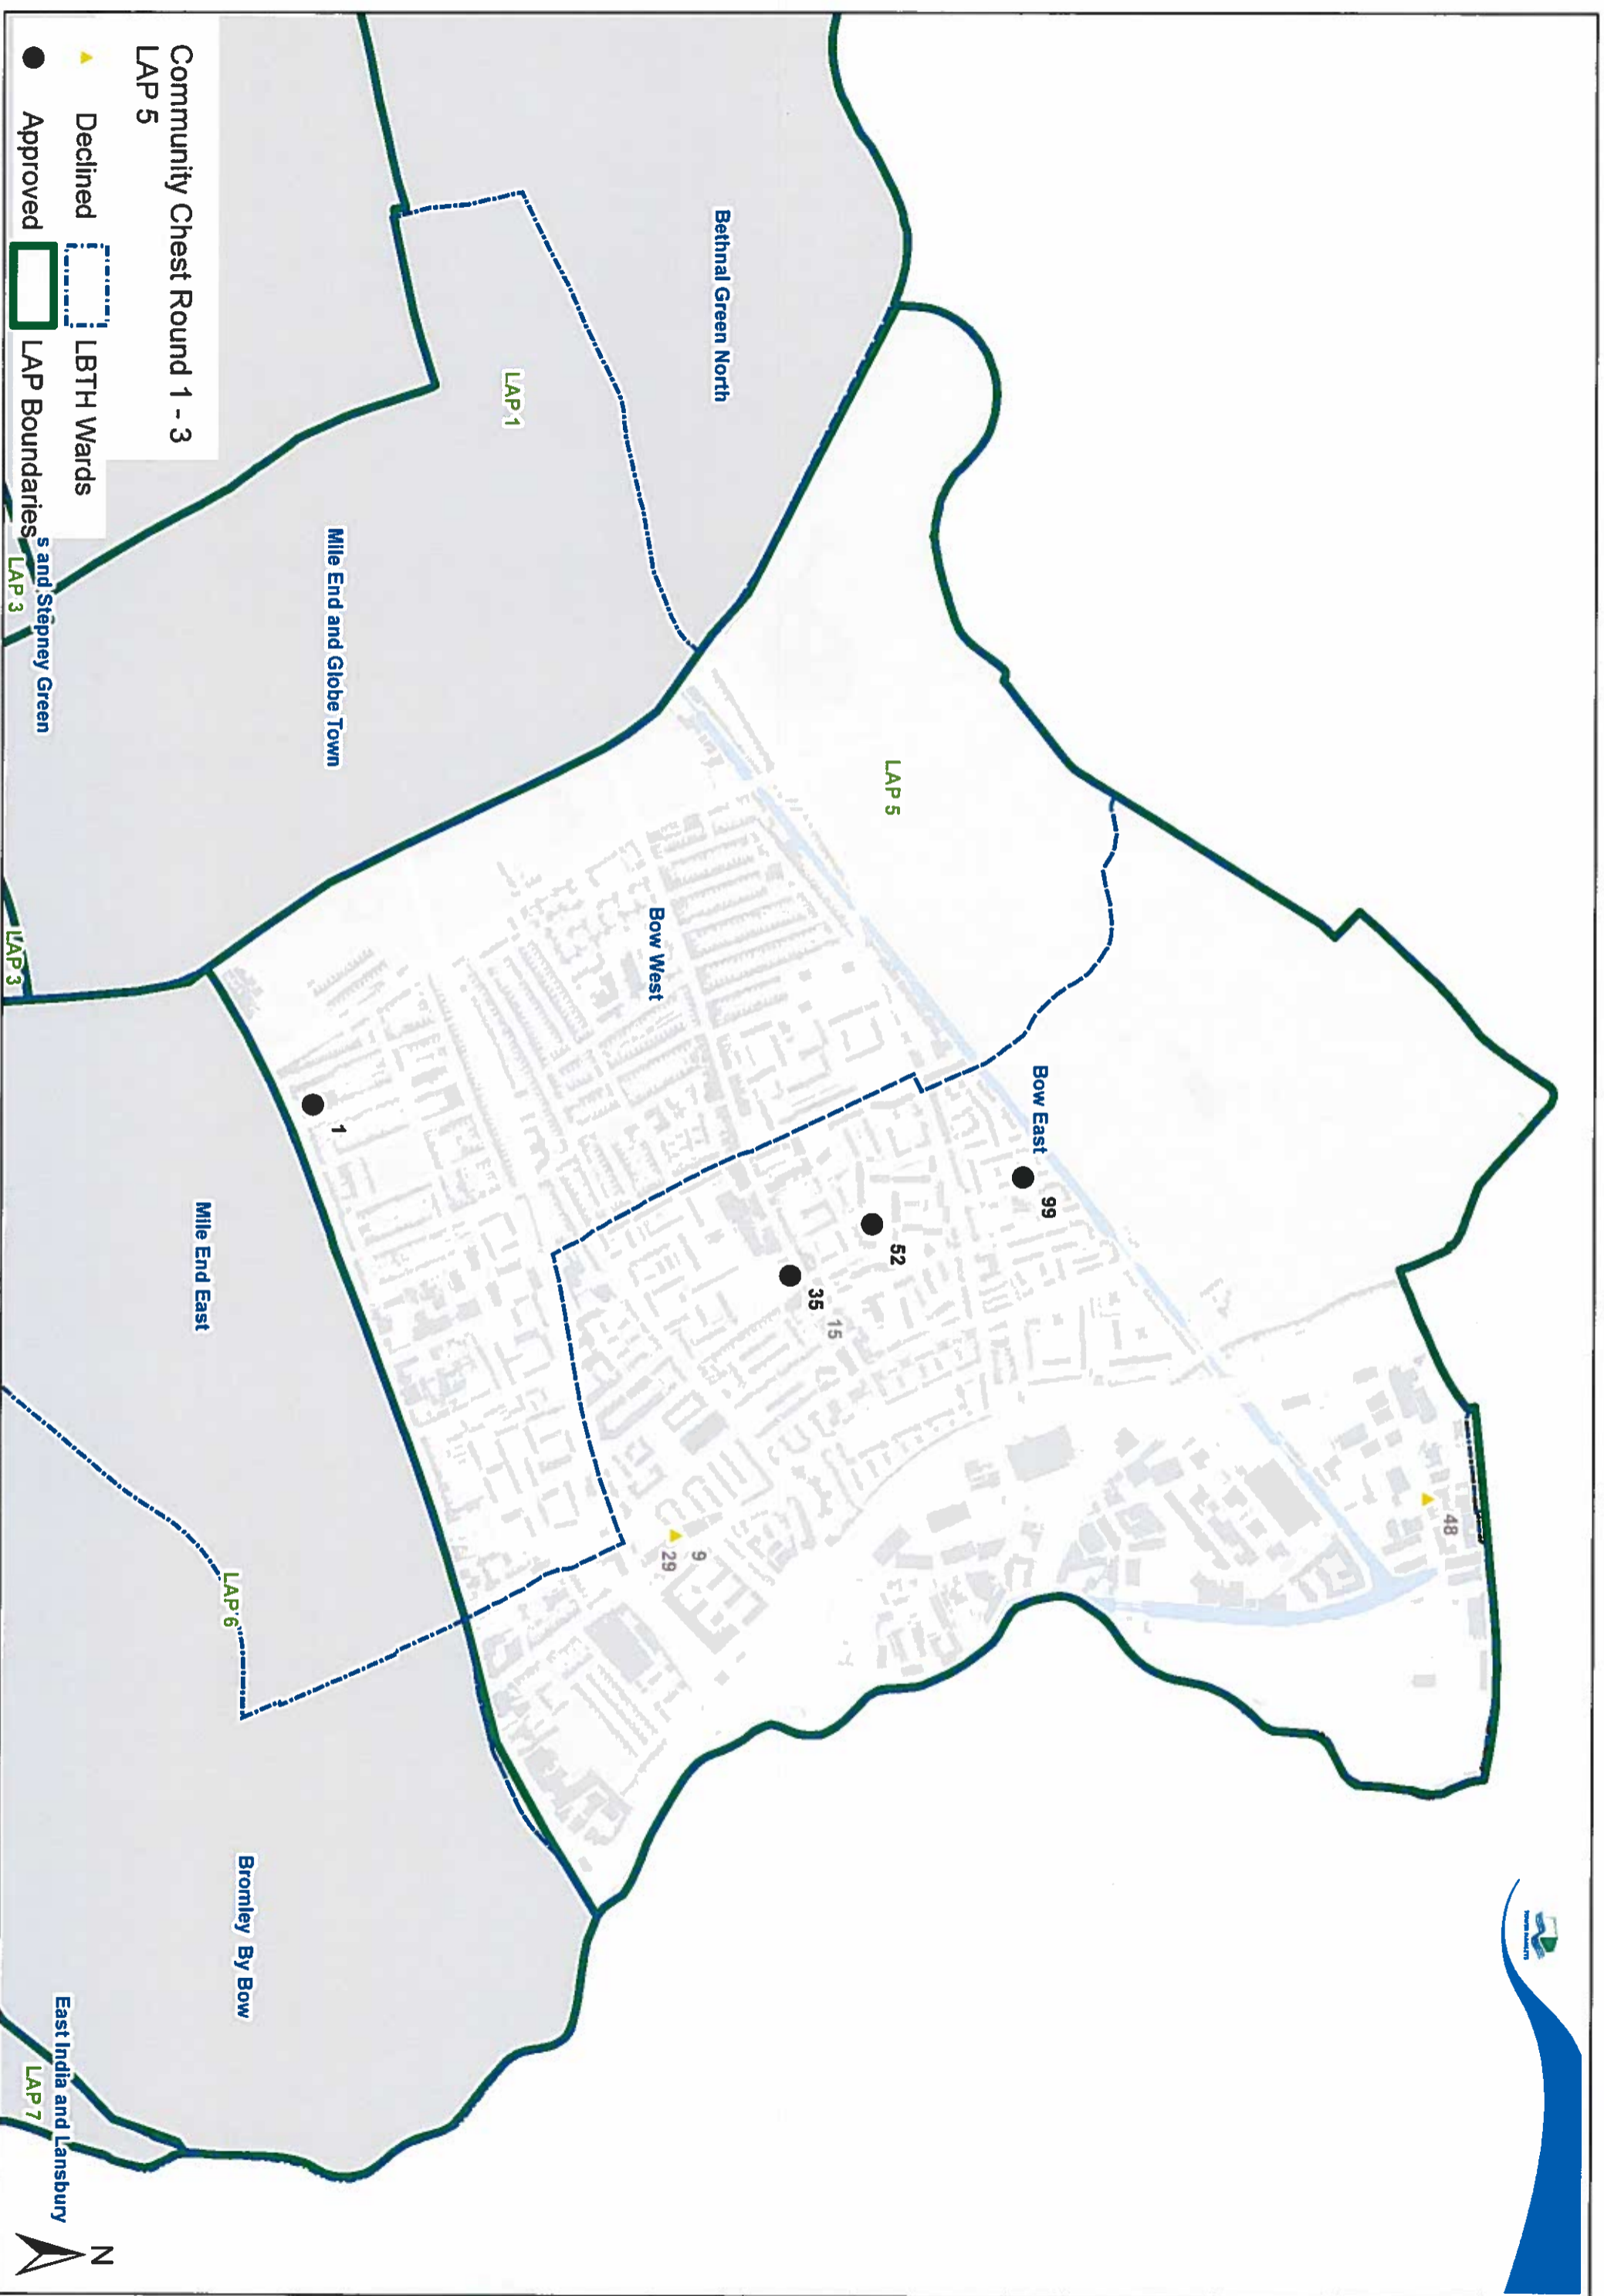 TOWER HAMLETS
Bethnal Green North
LAP 1
Mile End and Globe Town
LAP 5
Bow West
Bow East
99
52
35
15
48
9
29
1
Mile End East
LAP 6
Bromley By Bow
s and Stepney Green
LAP 3
LAP 3
East India and Lansbury
LAP 7
N
Community Chest Round 1 - 3
LAP 5
Declined
LBTH Wards
Approved
LAP Boundaries